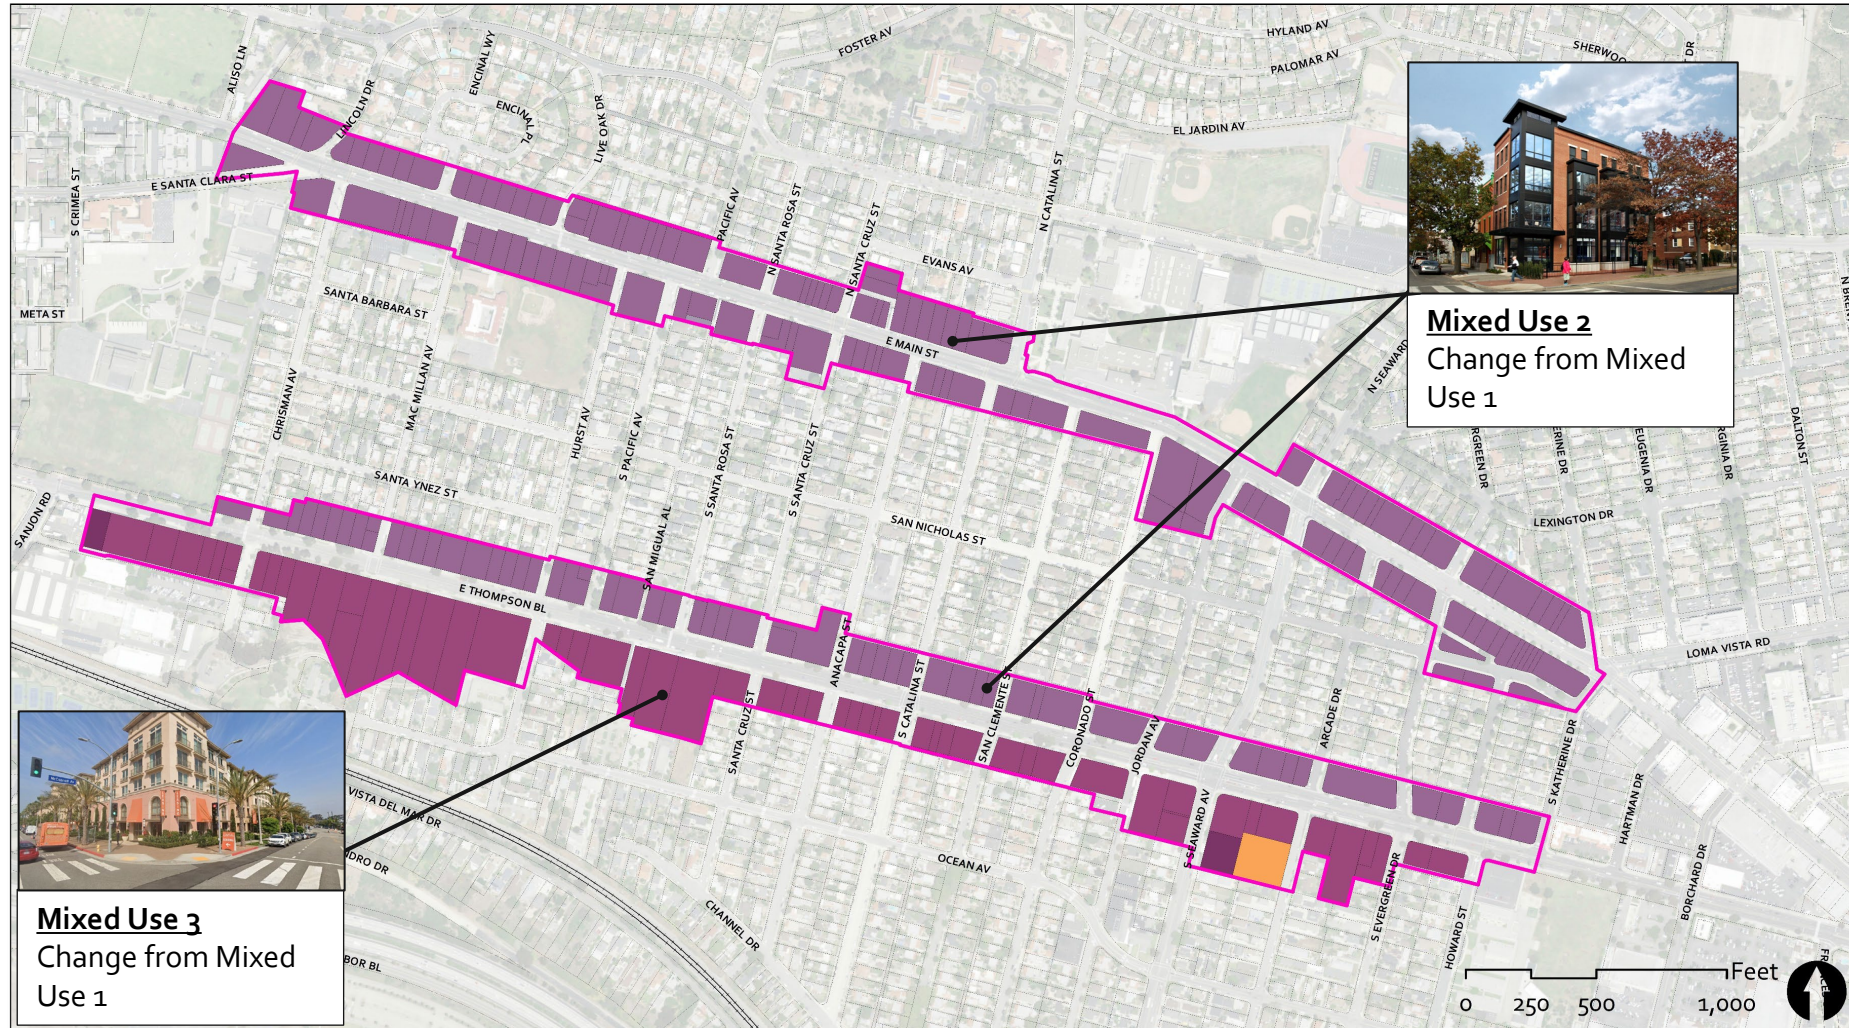 HYLAND AV
FOSTER AV
ENCINAL WY
ALISO LN
PALOMAR AV
DR
LINCOLN DR
ENCINAL PL
LIVE OAK DR
EL JARDIN AV
S CRIMEA ST
E SANTA CLARA ST
PACIFIC AV
N SANTA ROSA ST
N SANTA CRUZ ST
N CATALINA ST
EVANS AV
META ST
SANTA BARBARA ST
E MAIN ST
Mixed Use 2
Change from Mixed
Use 1
N SEAWARD
CHRISMAN AV
MAC MILLAN AV
HURST AV
S PACIFIC AV
S SANTA ROSA ST
S SANTA CRUZ ST
DALTON ST
EUGENIA DR
SANTA YNEZ ST
SANJON RD
SAN MIGUAL AL
SAN NICHOLAS ST
LEXINGTON DR
E THOMPSON BL
ANACAPA ST
S CATALINA ST
SAN CLEMENTE ST
CORONADO ST
JORDAN AV
ARCADE DR
LOMA VISTA RD
SANTA CRUZ ST
S KATHERINE DR
HARTMAN DR
S SEAWARD AV
VISTA DEL MAR DR
OCEAN AV
S EVERGREEN DR
BORCHARD DR
HOWARD ST
CHANNEL DR
Mixed Use 3
Change from Mixed
Use 1
BOR BL
Feet
0 250 500 1,000